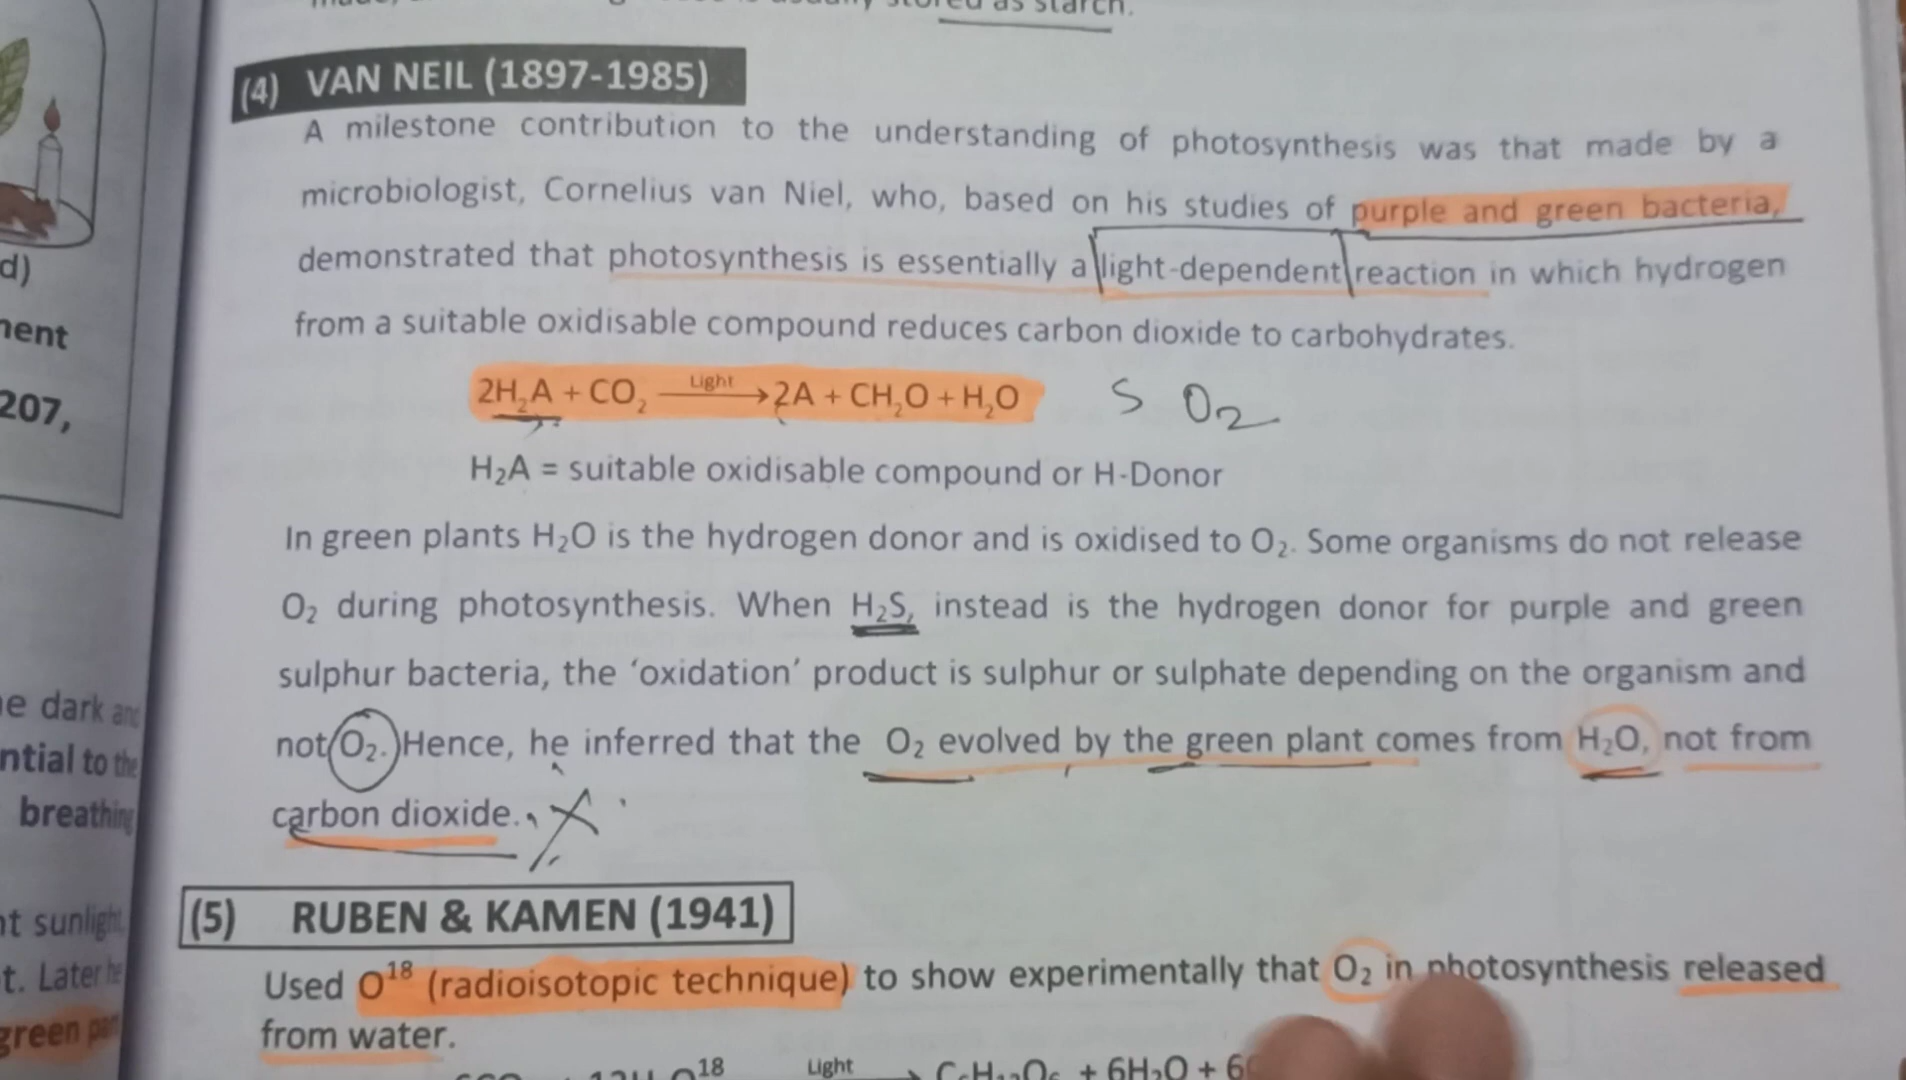 stored as starch.
(4) VAN NEIL (1897-1985)
A milestone contribution to the understanding of photosynthesis was that made by a
microbiologist, Cornelius van Niel, who, based on his studies of purple and green bacteria,
demonstrated that photosynthesis is essentially a light-dependent reaction in which hydrogen
from a suitable oxidisable compound reduces carbon dioxide to carbohydrates.
2H₂A + CO₂ —Light→ 2A + CH₂O + H₂O S O₂
H₂A = suitable oxidisable compound or H-Donor
In green plants H₂O is the hydrogen donor and is oxidised to O₂. Some organisms do not release
O₂ during photosynthesis. When H₂S, instead is the hydrogen donor for purple and green
sulphur bacteria, the ‘oxidation’ product is sulphur or sulphate depending on the organism and
not O₂. Hence, he inferred that the O₂ evolved by the green plant comes from H₂O, not from
carbon dioxide.
(5) RUBEN & KAMEN (1941)
Used O¹⁸ (radioisotopic technique) to show experimentally that O₂ in photosynthesis released
from water.
Light → + 6H₂O + 6
d)
207,
dark
to the
breathing
sunlight
t. Later he
green